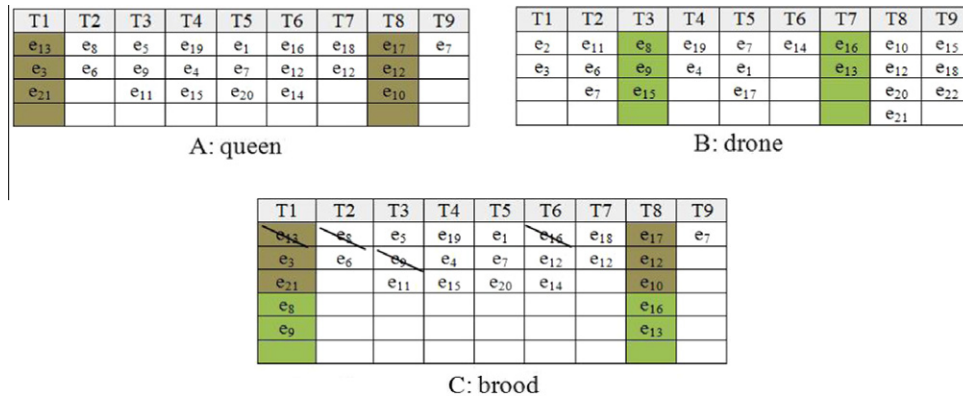 T1 T2 T3 T4 T5 T6 T7 T8 T9
e13 e8 e5 e19 e1 e16 e18 e17 e7
e3 e6 e9 e4 e7 e12 e12 e12
e21 e11 e15 e20 e14 e10
A: queen
T1 T2 T3 T4 T5 T6 T7 T8 T9
e2 e11 e8 e19 e7 e14 e16 e10 e15
e3 e6 e9 e4 e1 e13 e12 e18
e7 e15 e17 e20 e22
e21
B: drone
T1 T2 T3 T4 T5 T6 T7 T8 T9
e13 e8 e5 e19 e1 e16 e18 e17 e7
e3 e6 e9 e4 e7 e12 e12 e12
e21 e11 e15 e20 e14 e10
e8 e16
e9 e13
C: brood